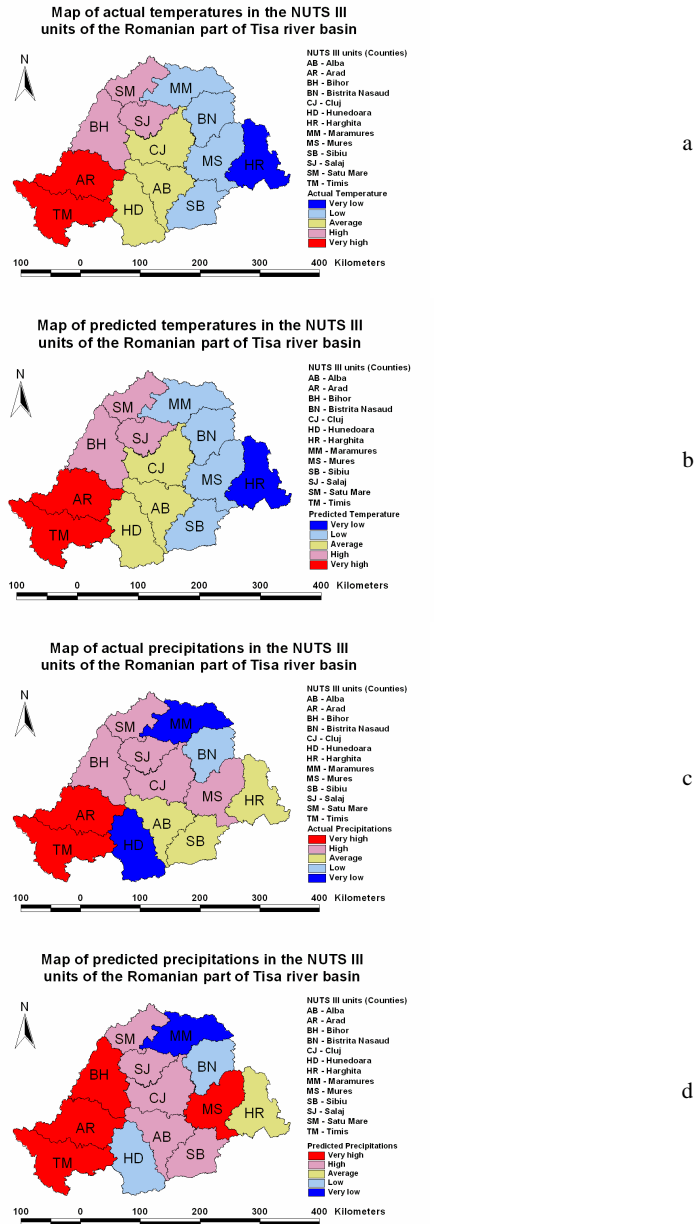 Map of actual temperatures in the NUTS III
units of the Romanian part of Tisa river basin
N
NUTS III units (Counties)
AB - Alba
AR - Arad
BH - Bihor
BN - Bistrita Nasaud
CJ - Cluj
HD - Hunedoara
HR - Harghita
MM - Maramures
MS - Mures
SB - Sibiu
SJ - Salaj
SM - Satu Mare
TM - Timis
Actual Temperature
Very low
Low
Average
High
Very high
SM
MM
BH
SJ
BN
CJ
MS
HR
AR
AB
TM
HD
SB
100 0 100 200 300 400 Kilometers
a
Map of predicted temperatures in the NUTS III
units of the Romanian part of Tisa river basin
N
NUTS III units (Counties)
AB - Alba
AR - Arad
BH - Bihor
BN - Bistrita Nasaud
CJ - Cluj
HD - Hunedoara
HR - Harghita
MM - Maramures
MS - Mures
SB - Sibiu
SJ - Salaj
SM - Satu Mare
TM - Timis
Predicted Temperature
Very low
Low
Average
High
Very high
SM
MM
BH
SJ
BN
CJ
MS
HR
AR
AB
TM
HD
SB
100 0 100 200 300 400 Kilometers
b
Map of actual precipitations in the NUTS III
units of the Romanian part of Tisa river basin
N
NUTS III units (Counties)
AB - Alba
AR - Arad
BH - Bihor
BN - Bistrita Nasaud
CJ - Cluj
HD - Hunedoara
HR - Harghita
MM - Maramures
MS - Mures
SB - Sibiu
SJ - Salaj
SM - Satu Mare
TM - Timis
Actual Precipitations
Very high
High
Average
Low
Very low
SM
MM
BH
SJ
BN
CJ
MS
HR
AR
AB
TM
HD
SB
100 0 100 200 300 400 Kilometers
c
Map of predicted precipitations in the NUTS III
units of the Romanian part of Tisa river basin
N
NUTS III units (Counties)
AB - Alba
AR - Arad
BH - Bihor
BN - Bistrita Nasaud
CJ - Cluj
HD - Hunedoara
HR - Harghita
MM - Maramures
MS - Mures
SB - Sibiu
SJ - Salaj
SM - Satu Mare
TM - Timis
Predicted Precipitations
Very high
High
Average
Low
Very low
SM
MM
BH
SJ
BN
CJ
MS
HR
AR
AB
TM
HD
SB
100 0 100 200 300 400 Kilometers
d